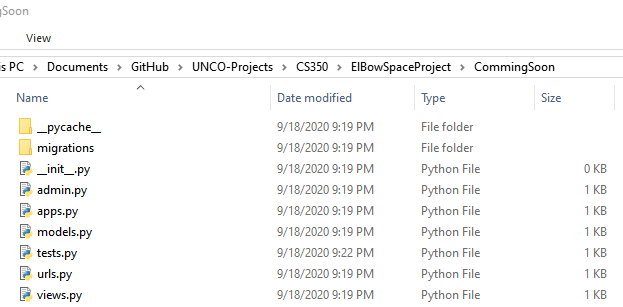 gSoon
View
is PC > Documents > GitHub > UNCO-Projects > CS350 > ElBowSpaceProject > CommingSoon
Name Date modified Type Size
__pycache__ 9/18/2020 9:19 PM File folder
migrations 9/18/2020 9:19 PM File folder
__init__.py 9/18/2020 9:19 PM Python File 0 KB
admin.py 9/18/2020 9:19 PM Python File 1 KB
apps.py 9/18/2020 9:19 PM Python File 1 KB
models.py 9/18/2020 9:19 PM Python File 1 KB
tests.py 9/18/2020 9:22 PM Python File 1 KB
urls.py 9/18/2020 9:19 PM Python File 1 KB
views.py 9/18/2020 9:19 PM Python File 1 KB